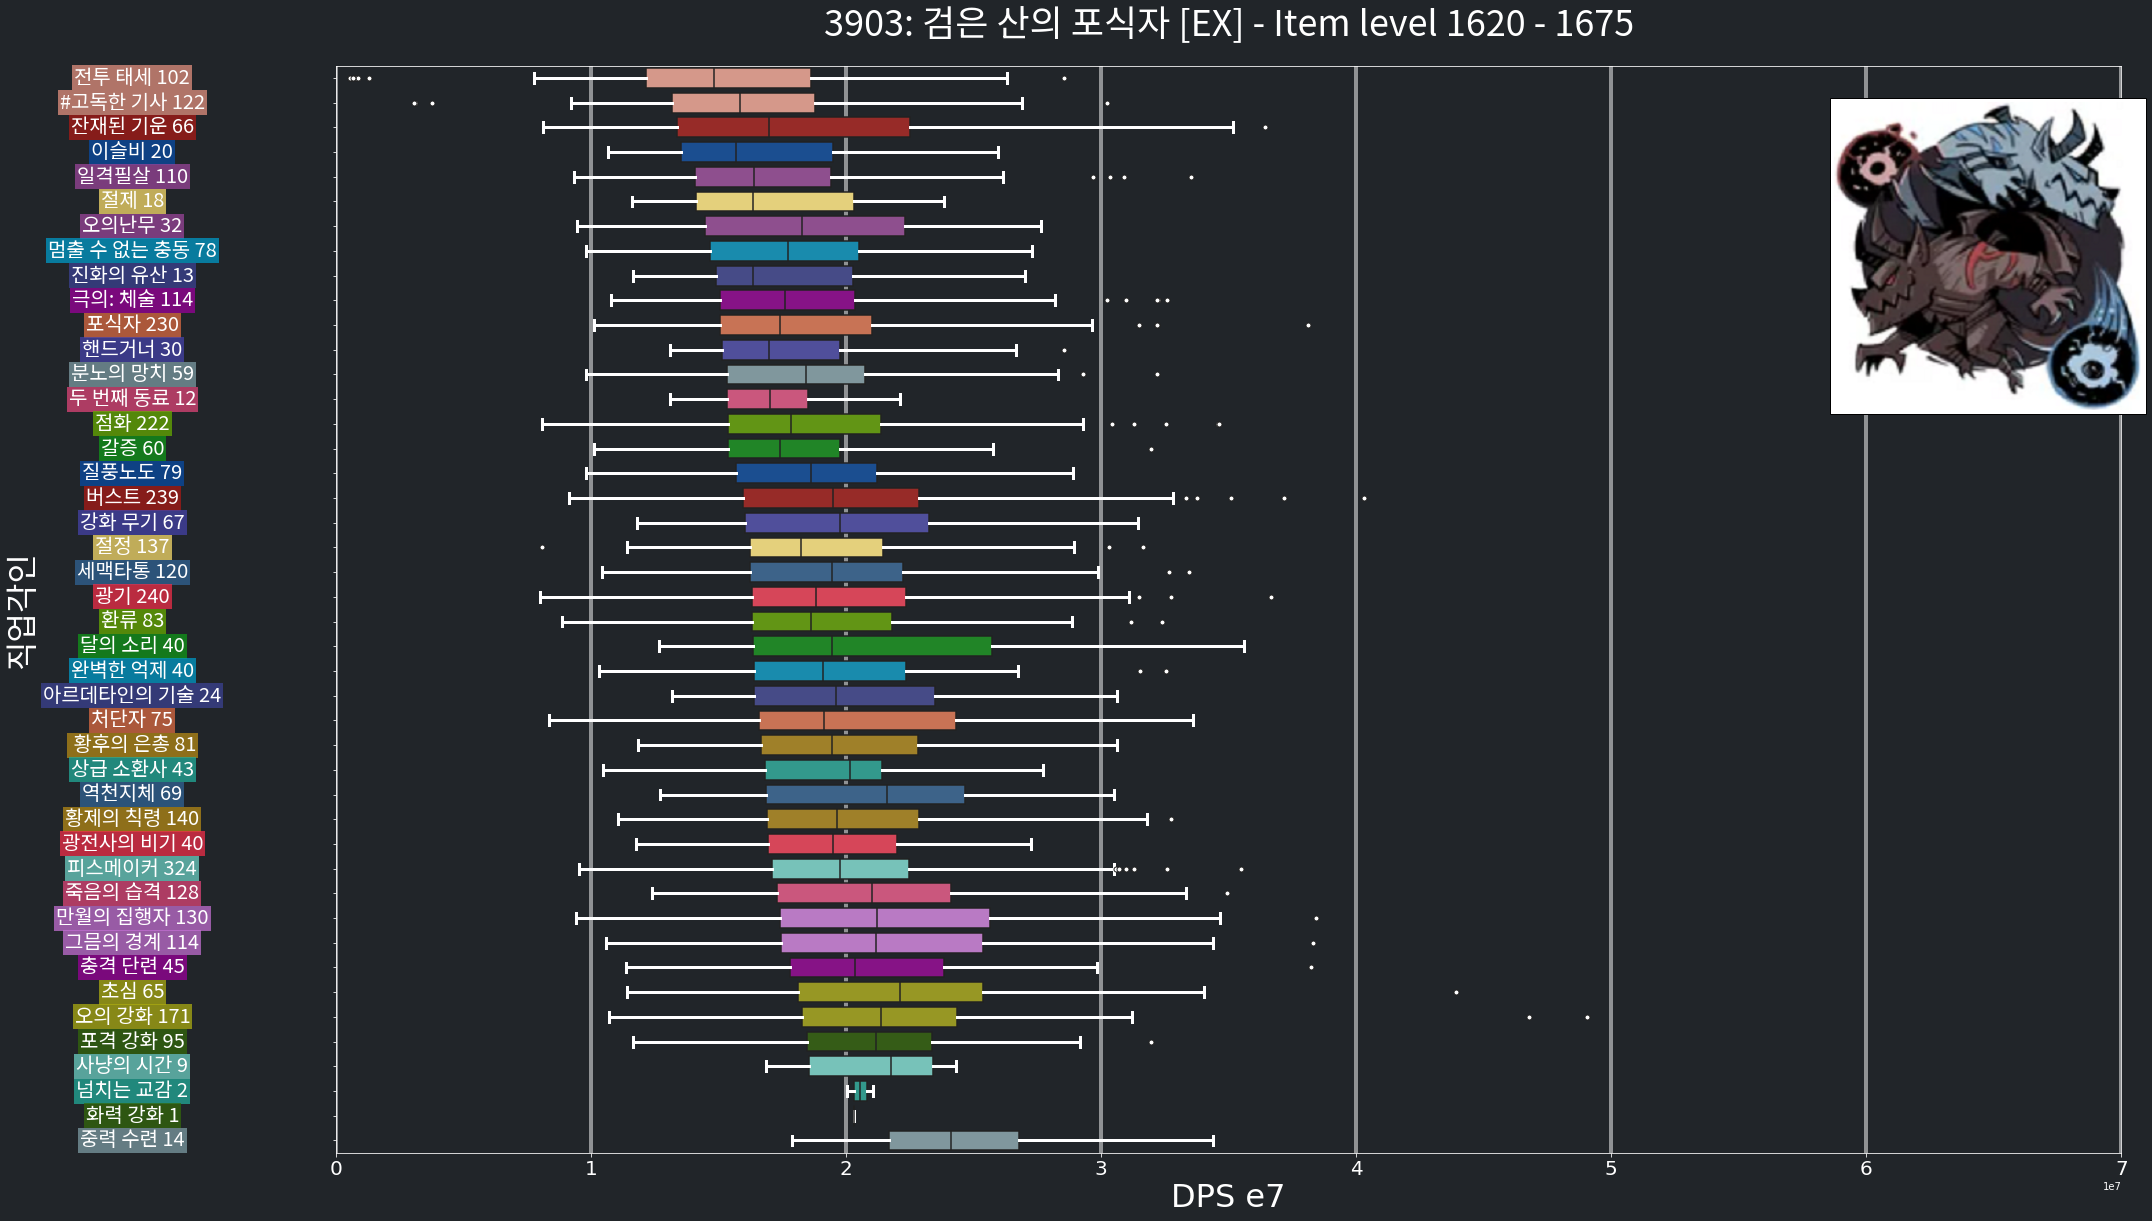 3903: 검은 산의 포식자 [EX] - Item level 1620 - 1675
직업각인
전투 태세 102
#고독한 기사 122
잔재된 기운 66
이슬비 20
일격필살 110
절제 18
오의난무 32
멈출 수 없는 충동 78
진화의 유산 13
극의: 체술 114
포식자 230
핸드거너 30
분노의 망치 59
두 번째 동료 12
점화 222
갈증 60
질풍노도 79
버스트 239
강화 무기 67
절정 137
세맥타통 120
광기 240
환류 83
달의 소리 40
완벽한 억제 40
아르데타인의 기술 24
처단자 75
황후의 은총 81
상급 소환사 43
역천지체 69
황제의 칙령 140
광전사의 비기 40
피스메이커 324
죽음의 습격 128
만월의 집행자 130
그믐의 경계 114
충격 단련 45
초심 65
오의 강화 171
포격 강화 95
사냥의 시간 9
넘치는 교감 2
화력 강화 1
중력 수련 14
0 1 2 3 4 5 6 7
1e7
DPS e7